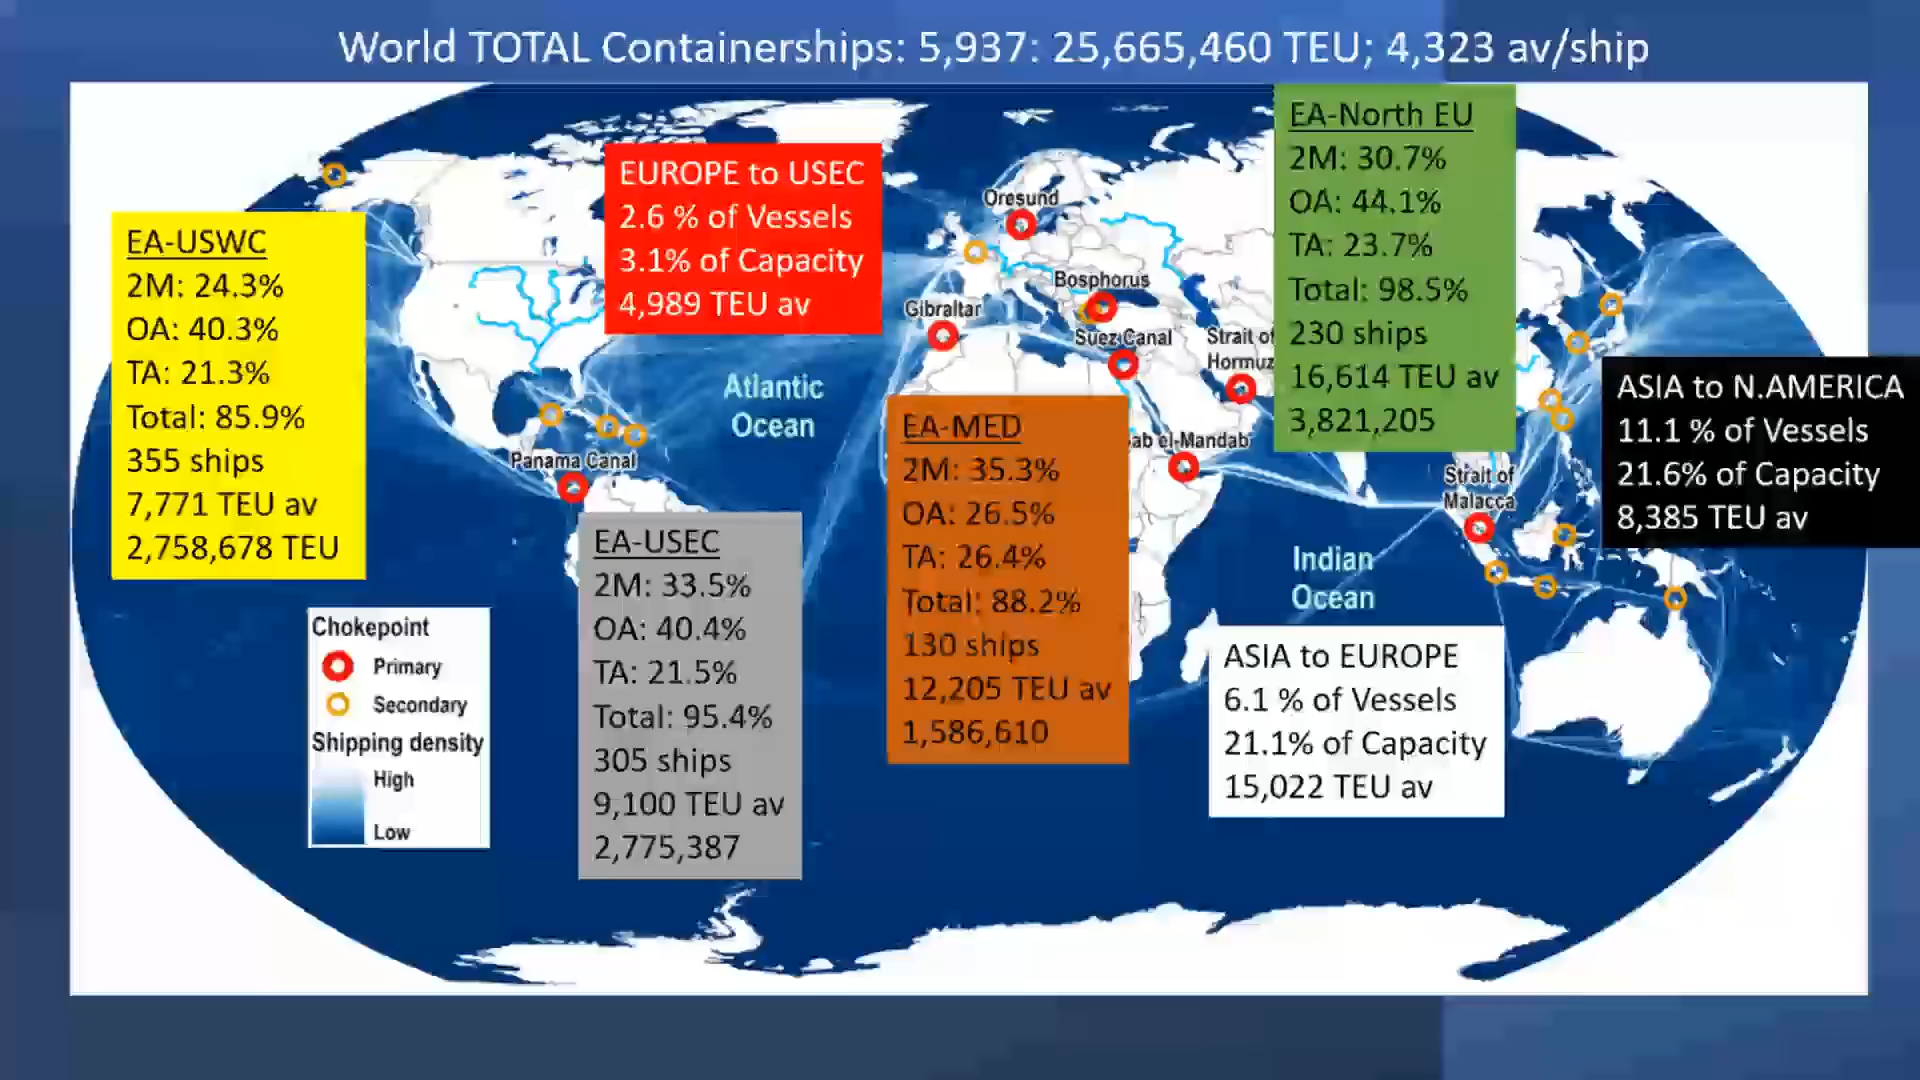 World TOTAL Containerships: 5,937: 25,665,460 TEU; 4,323 av/ship
EA-USWC
2M: 24.3%
OA: 40.3%
TA: 21.3%
Total: 85.9%
355 ships
7,771 TEU av
2,758,678 TEU
EUROPE to USEC
2.6 % of Vessels
3.1% of Capacity
4,989 TEU av
EA-North EU
2M: 30.7%
OA: 44.1%
TA: 23.7%
Total: 98.5%
230 ships
16,614 TEU av
3,821,205
ASIA to N.AMERICA
11.1 % of Vessels
21.6% of Capacity
8,385 TEU av
EA-USEC
2M: 33.5%
OA: 40.4%
TA: 21.5%
Total: 95.4%
305 ships
9,100 TEU av
2,775,387
EA-MED
2M: 35.3%
OA: 26.5%
TA: 26.4%
Total: 88.2%
130 ships
12,205 TEU av
1,586,610
ASIA to EUROPE
6.1 % of Vessels
21.1% of Capacity
15,022 TEU av
Oresund
Bosphorus
Gibraltar
Suez Canal
Strait of
Hormuz
ab el-Mandab
Panama Canal
Strait of
Malacca
Atlantic
Ocean
Indian
Ocean
Chokepoint
Primary
Secondary
Shipping density
High
Low